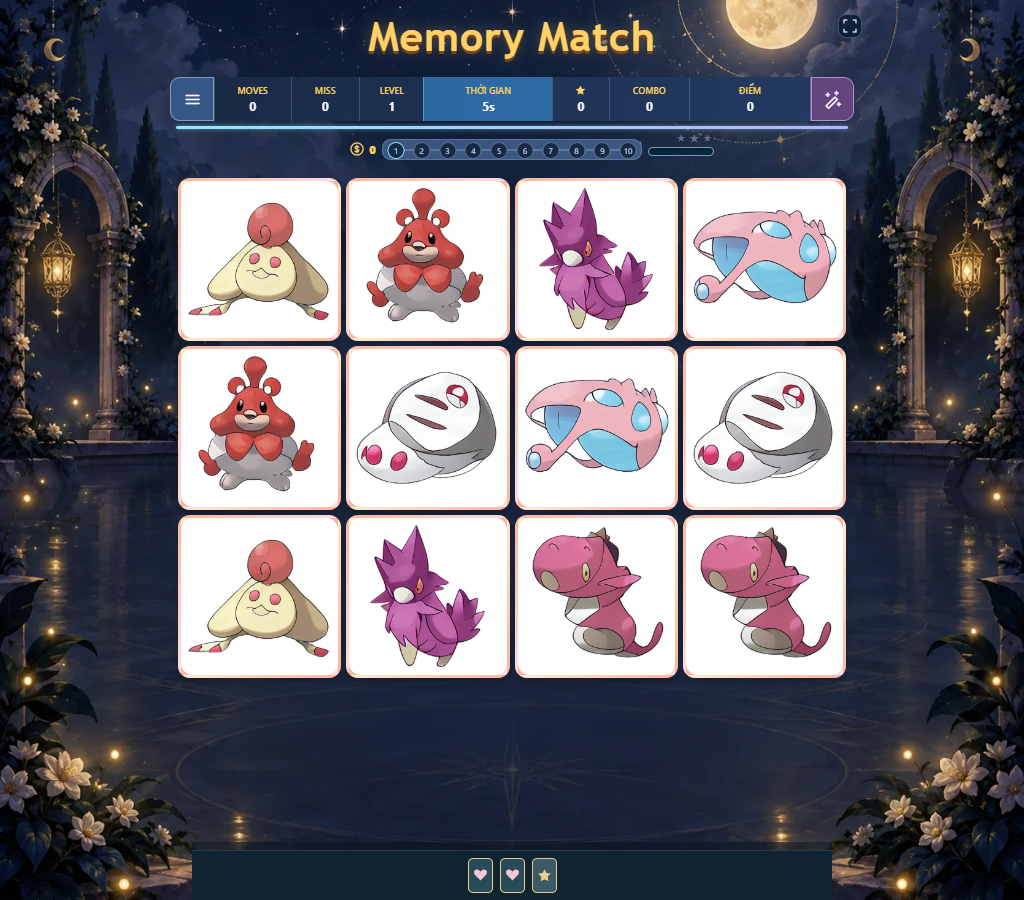 Memory Match
MOVES
0
MISS
0
LEVEL
1
THỜI GIAN
5s
0
COMBO
0
ĐIỂM
0
0
1 2 3 4 5 6 7 8 9 10